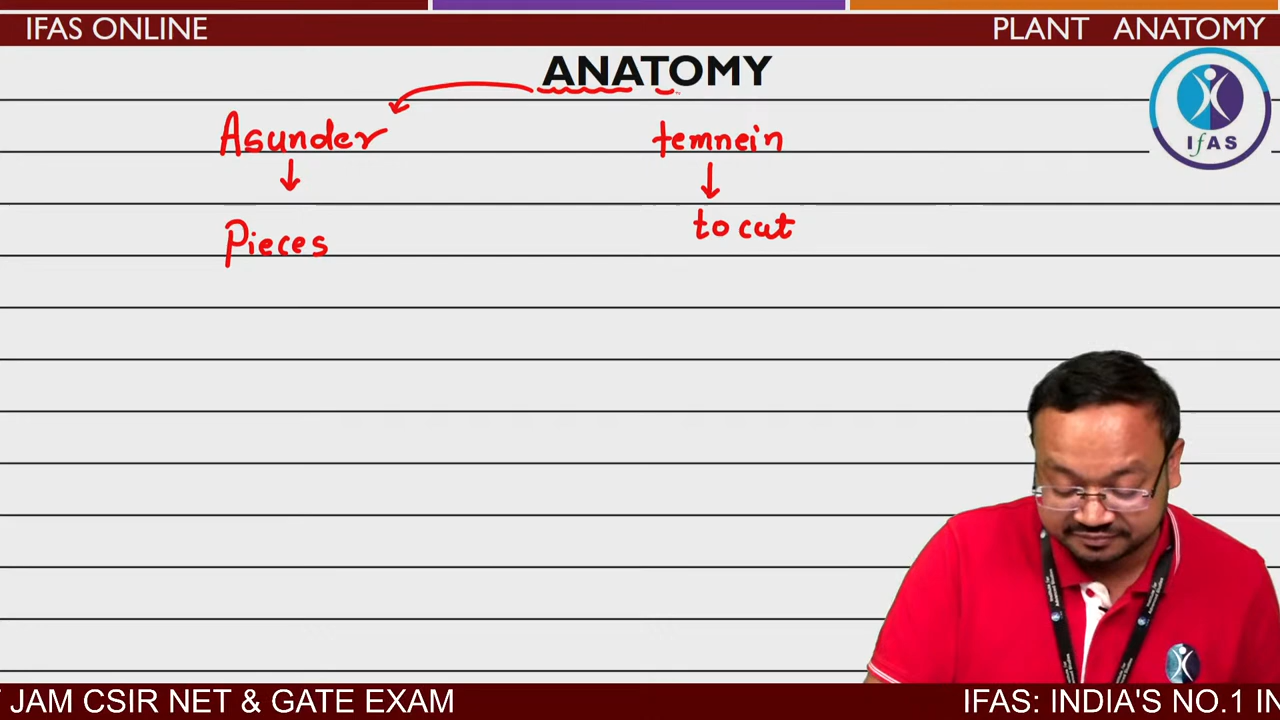 IFAS ONLINE
PLANT ANATOMY
ANATOMY
Asunder
temnein
Pieces
to cut
IfAS
JAM CSIR NET & GATE EXAM
IFAS: INDIA'S NO.1 IN